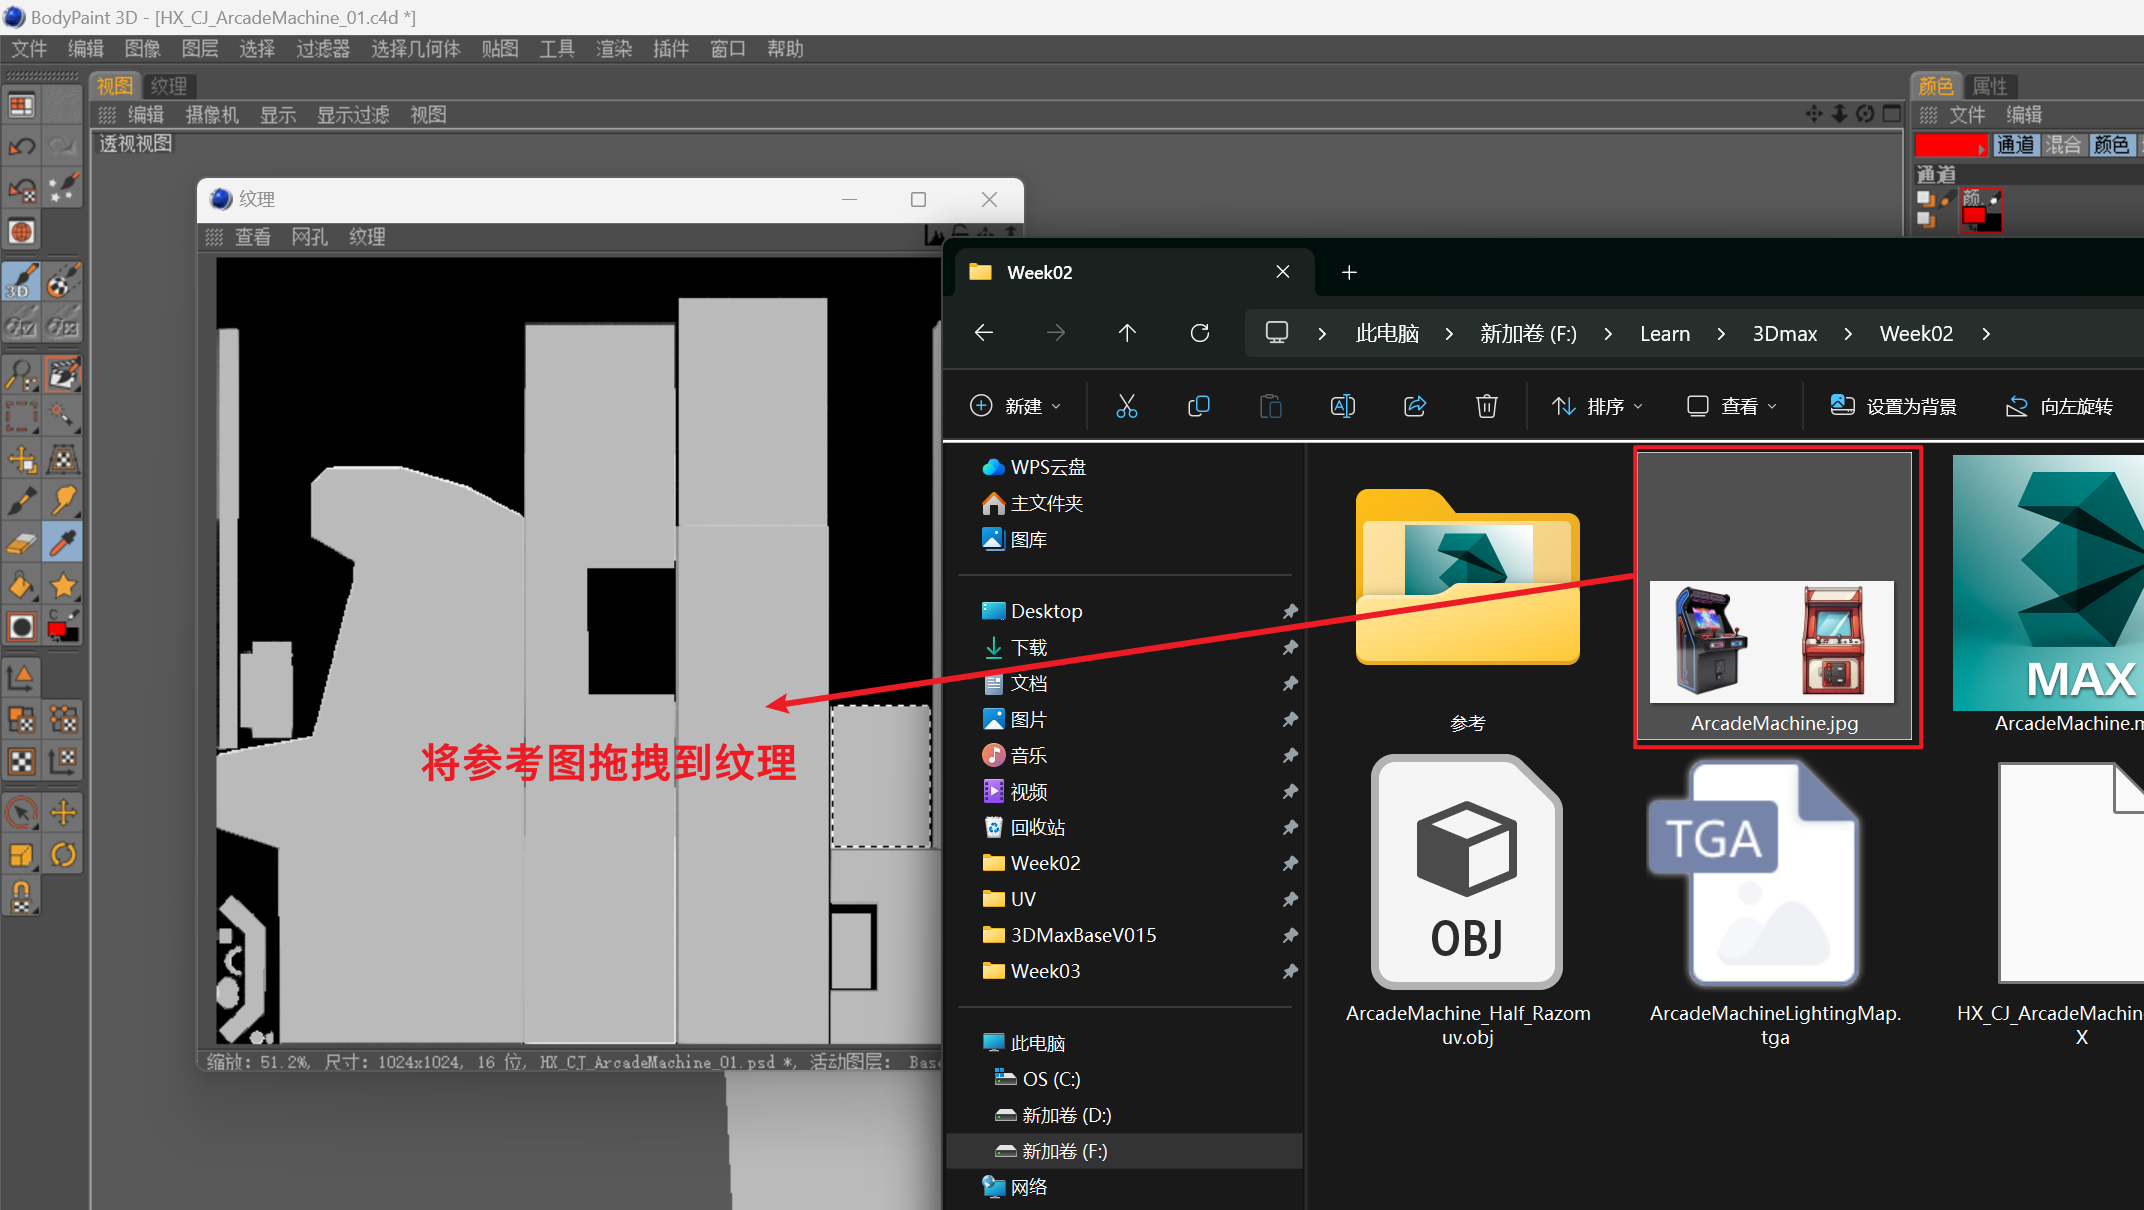 BodyPaint 3D - [HX_CJ_ArcadeMachine_01.c4d *]
文件 编辑 图像 图层 选择 过滤器 选择几何体 贴图 工具 渲染 插件 窗口 帮助
视图 纹理
编辑 摄像机 显示 显示过滤 视图
透视视图
颜色 属性
文件 编辑
通道 混合 颜色
通道
颜.
3D
纹理
查看 网孔 纹理
将参考图拖拽到纹理
缩放: 51.2%, 尺寸: 1024x1024, 16 位, HX_CJ_ArcadeMachine_01.psd *, 活动图层: Bas
Week02
此电脑 › 新加卷 (F:) › Learn › 3Dmax › Week02 ›
新建 排序 查看 设置为背景 向左旋转
WPS云盘
主文件夹
图库
Desktop
下载
文档
图片
音乐
视频
回收站
Week02
UV
3DMaxBaseV015
Week03
此电脑
OS (C:)
新加卷 (D:)
新加卷 (F:)
网络
参考
ArcadeMachine.jpg
MAX
ArcadeMachine.m
OBJ
ArcadeMachine_Half_Razom
uv.obj
TGA
ArcadeMachineLightingMap.
tga
HX_CJ_ArcadeMachin
X